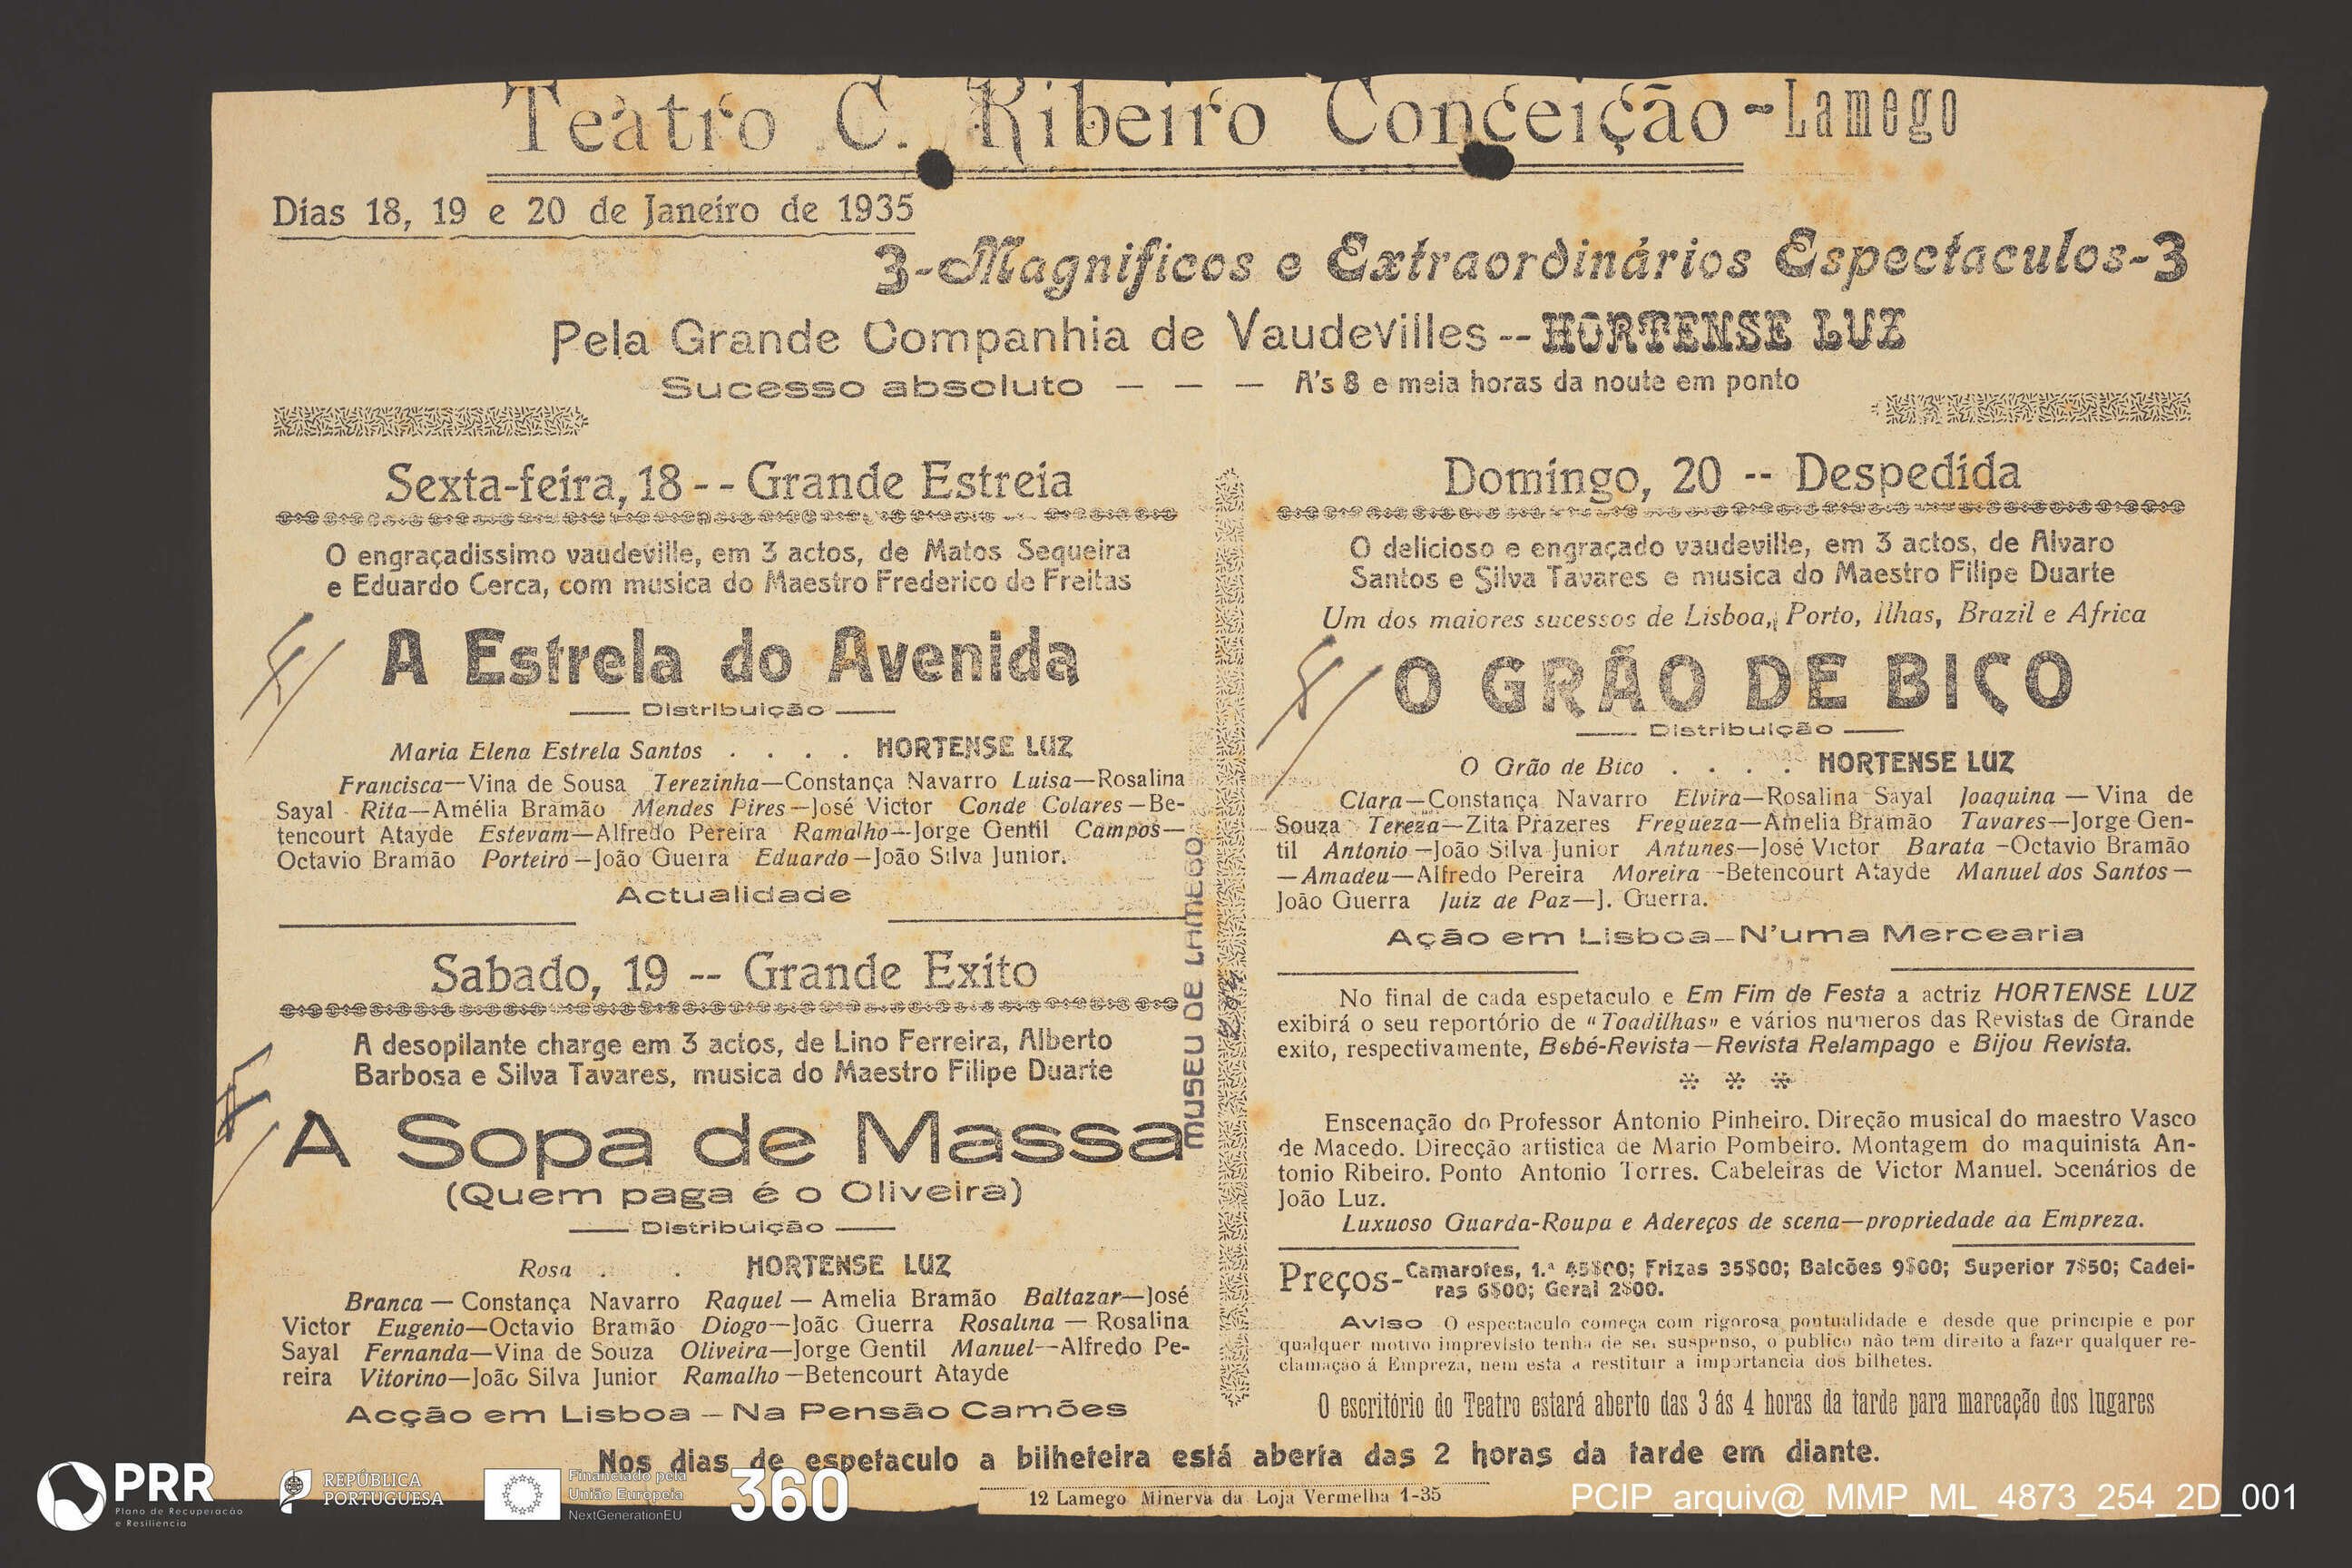 Teatro C. Ribeiro Conceição-Lamego
Dias 18, 19 e 20 de Janeiro de 1935
3-Magnificos e Extraordinários Espectaculos-3
Pela Grande Companhia de Vaudevilles--HORTENSE LUZ
Sucesso absoluto — — — A's 8 e meia horas da noute em ponto
Sexta-feira, 18 -- Grande Estreia
O engraçadissimo vaudeville, em 3 actos, de Matos Sequeira
e Eduardo Cerca, com musica do Maestro Frederico de Freitas
A Estrela do Avenida
Distribuição
Maria Elena Estrela Santos . . . . HORTENSE LUZ
Francisca—Vina de Sousa Terezinha—Constança Navarro Luisa—Rosalina
Sayal Rita—Amélia Bramão Mendes Pires—José Victor Conde Colares—Be-
tencourt Atayde Estevam—Alfredo Pereira Ramalho—Jorge Gentil Campos—
Octavio Bramão Porteiro—João Guerra Eduardo—João Silva Junior.
Actualidade
Sabado, 19 -- Grande Exito
A desopilante charge em 3 actos, de Lino Ferreira, Alberto
Barbosa e Silva Tavares, musica do Maestro Filipe Duarte
A Sopa de Massa
(Quem paga é o Oliveira)
Distribuição
Rosa . . HORTENSE LUZ
Branca — Constança Navarro Raquel — Amelia Bramão Baltazar—José
Victor Eugenio—Octavio Bramão Diogo—João Guerra Rosalina — Rosalina
Sayal Fernanda—Vina de Souza Oliveira—Jorge Gentil Manuel—Alfredo Pe-
reira Vitorino—João Silva Junior Ramalho—Betencourt Atayde
Acção em Lisboa — Na Pensão Camões
MUSEU DE LAMEGO
Domingo, 20 -- Despedida
O delicioso e engraçado vaudeville, em 3 actos, de Alvaro
Santos e Silva Tavares e musica do Maestro Filipe Duarte
Um dos maiores sucessos de Lisboa, Porto, Ilhas, Brazil e Africa
O GRÃO DE BICO
Distribuição
O Grão de Bico . . . . HORTENSE LUZ
Clara—Constança Navarro Elvira—Rosalina Sayal Joaquina — Vina de
Souza Tereza—Zita Prazeres Fregueza—Amelia Bramão Tavares—Jorge Gen-
til Antonio—João Silva Junior Antunes—José Victor Barata—Octavio Bramão
—Amadeu—Alfredo Pereira Moreira--Betencourt Atayde Manuel dos Santos—
João Guerra Juiz de Paz—J. Guerra.
Ação em Lisboa—N'uma Mercearia
No final de cada espetaculo e Em Fim de Festa a actriz HORTENSE LUZ
exibirá o seu reportório de "Toadilhas" e vários numeros das Revistas de Grande
exito, respectivamente, Bebé-Revista—Revista Relampago e Bijou Revista.
* * *
Enscenação do Professor Antonio Pinheiro. Direção musical do maestro Vasco
de Macedo. Direcção artistica de Mario Pombeiro. Montagem do maquinista An-
tonio Ribeiro. Ponto Antonio Torres. Cabeleiras de Victor Manuel. Scenários de
João Luz.
Luxuoso Guarda-Roupa e Adereços de scena—propriedade da Empreza.
Preços-Camarotes, 1.ª 45$00; Frizas 35$00; Balcões 9$00; Superior 7$50; Cadei-
ras 6$00; Geral 2$00.
Aviso O espectaculo começa com rigorosa pontualidade e desde que principie e por
qualquer motivo imprevisto tenha de ser suspenso, o publico não tem direito a fazer qualquer re-
clamação á Empreza, nem esta a restituir a importancia dos bilhetes.
O escritório do Teatro estará aberto das 3 ás 4 horas da tarde para marcação dos lugares
Nos dias de espetaculo a bilheteira está aberta das 2 horas da tarde em diante.
12 Lamego Minerva da Loja Vermelha 1-35
PRR
Plano de Recuperação
e Resiliência
REPÚBLICA
PORTUGUESA
Financiado pela
União Europeia
NextGenerationEU
360
PCIP_arquiv@_MMP_ML_4873_254_2D_001